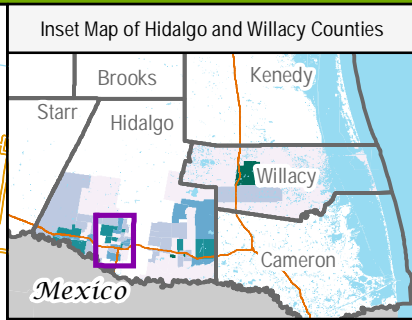 Inset Map of Hidalgo and Willacy Counties
Brooks
Kenedy
Starr
Hidalgo
Willacy
Cameron
Mexico